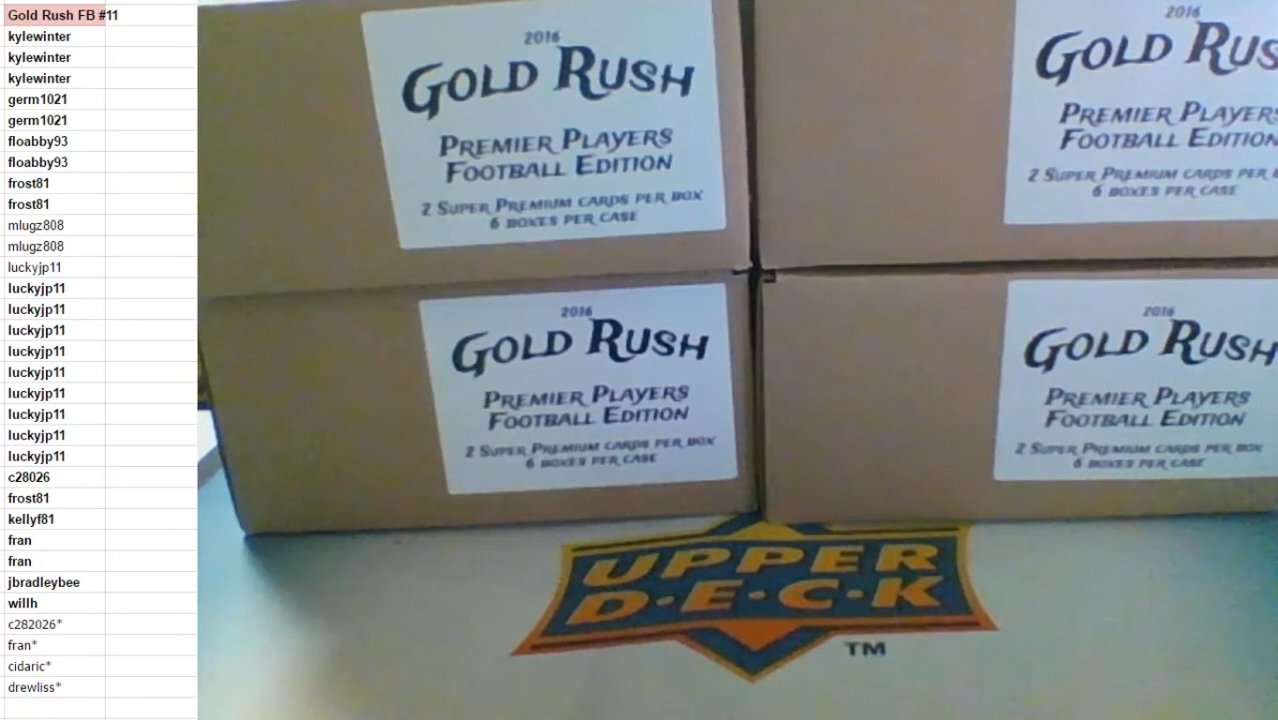 Gold Rush FB #11
kylewinter
kylewinter
kylewinter
germ1021
germ1021
floabby93
floabby93
frost81
frost81
mlugz808
mlugz808
luckyjp11
luckyjp11
luckyjp11
luckyjp11
luckyjp11
luckyjp11
luckyjp11
luckyjp11
luckyjp11
luckyjp11
c28026
frost81
kellyf81
fran
fran
jbradleybee
willh
c282026*
fran*
cidaric*
drewliss*
2016
GOLD RUSH
PREMIER PLAYERS
FOOTBALL EDITION
2 SUPER PREMIUM CARDS PER BOX
6 BOXES PER CASE
2016
GOLD RUS
PREMIER PLAYERS
FOOTBALL EDITION
2 SUPER PREMIUM CARDS PER B
6 BOXES PER CASE
2016
GOLD RUSH
PREMIER PLAYERS
FOOTBALL EDITION
2 SUPER PREMIUM CARDS PER BOX
6 BOXES PER CASE
2016
GOLD RUSH
PREMIER PLAYERS
FOOTBALL EDITION
2 SUPER PREMIUM CARDS PER BOX
6 BOXES PER CASE
UPPER
D·E·C·K
TM